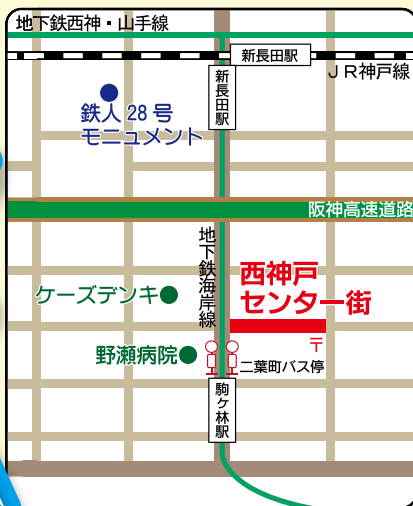 地下鉄西神・山手線
新長田駅
ＪＲ神戸線
新長田駅
鉄人 28 号
モニュメント
阪神高速道路
地下鉄海岸線
西神戸
センター街
ケーズデンキ
〒
野瀬病院
二葉町バス停
駒ケ林駅